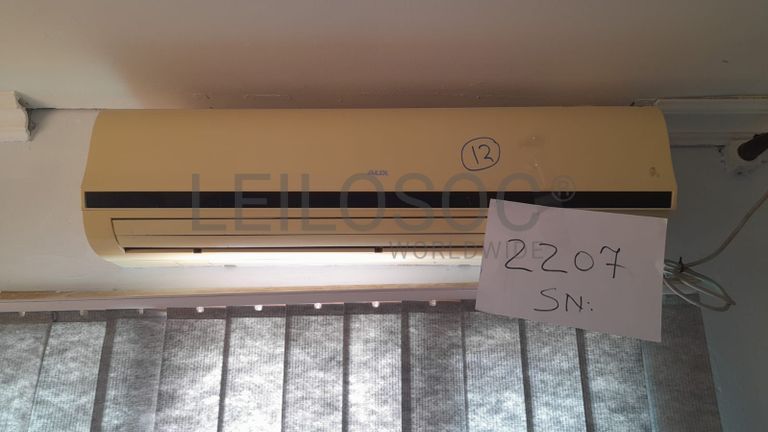 12
AUX
LEILOSOC®
WORLDWIDE
2207
SN: